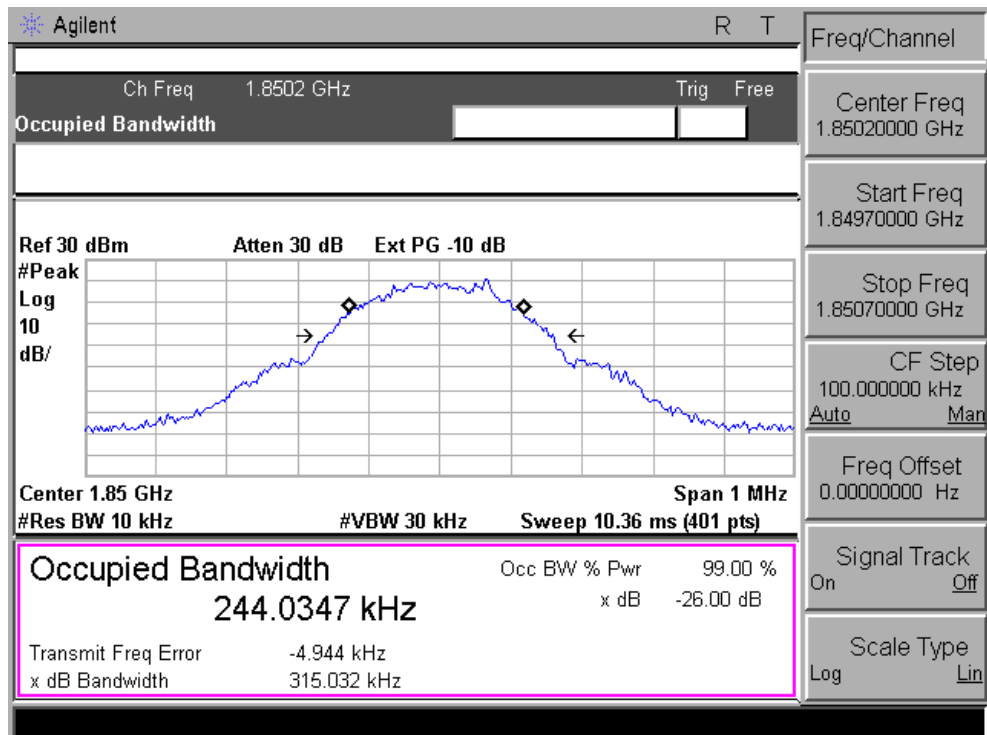 Agilent R T
Ch Freq 1.8502 GHz Trig Free
Occupied Bandwidth
Ref 30 dBm Atten 30 dB Ext PG -10 dB
#Peak
Log
10
dB/
Center 1.85 GHz Span 1 MHz
#Res BW 10 kHz #VBW 30 kHz Sweep 10.36 ms (401 pts)
Occupied Bandwidth Occ BW % Pwr 99.00 %
244.0347 kHz x dB -26.00 dB
Transmit Freq Error -4.944 kHz
x dB Bandwidth 315.032 kHz
Freq/Channel
Center Freq
1.85020000 GHz
Start Freq
1.84970000 GHz
Stop Freq
1.85070000 GHz
CF Step
100.000000 kHz
Auto Man
Freq Offset
0.00000000 Hz
Signal Track
On Off
Scale Type
Log Lin